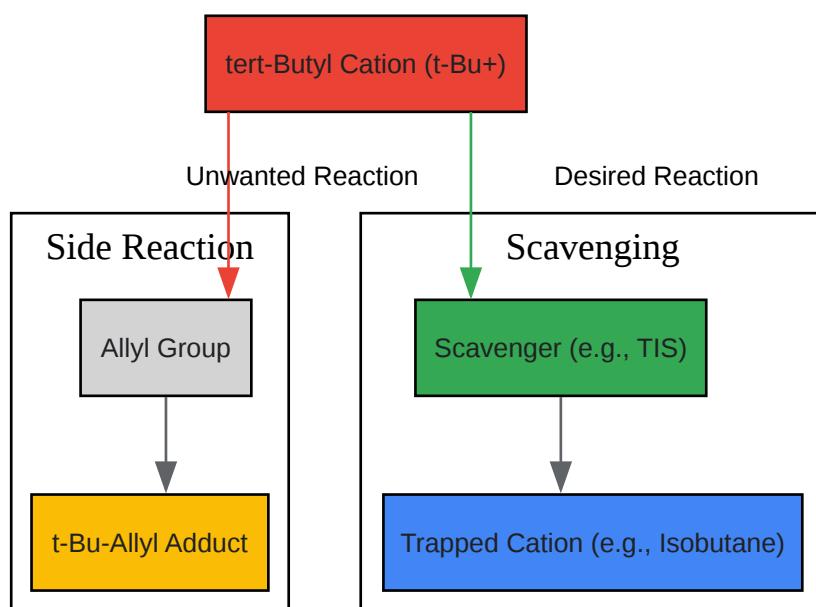 tert-Butyl Cation (t-Bu+)
Unwanted Reaction
Desired Reaction
Side Reaction
Scavenging
Allyl Group
Scavenger (e.g., TIS)
t-Bu-Allyl Adduct
Trapped Cation (e.g., Isobutane)